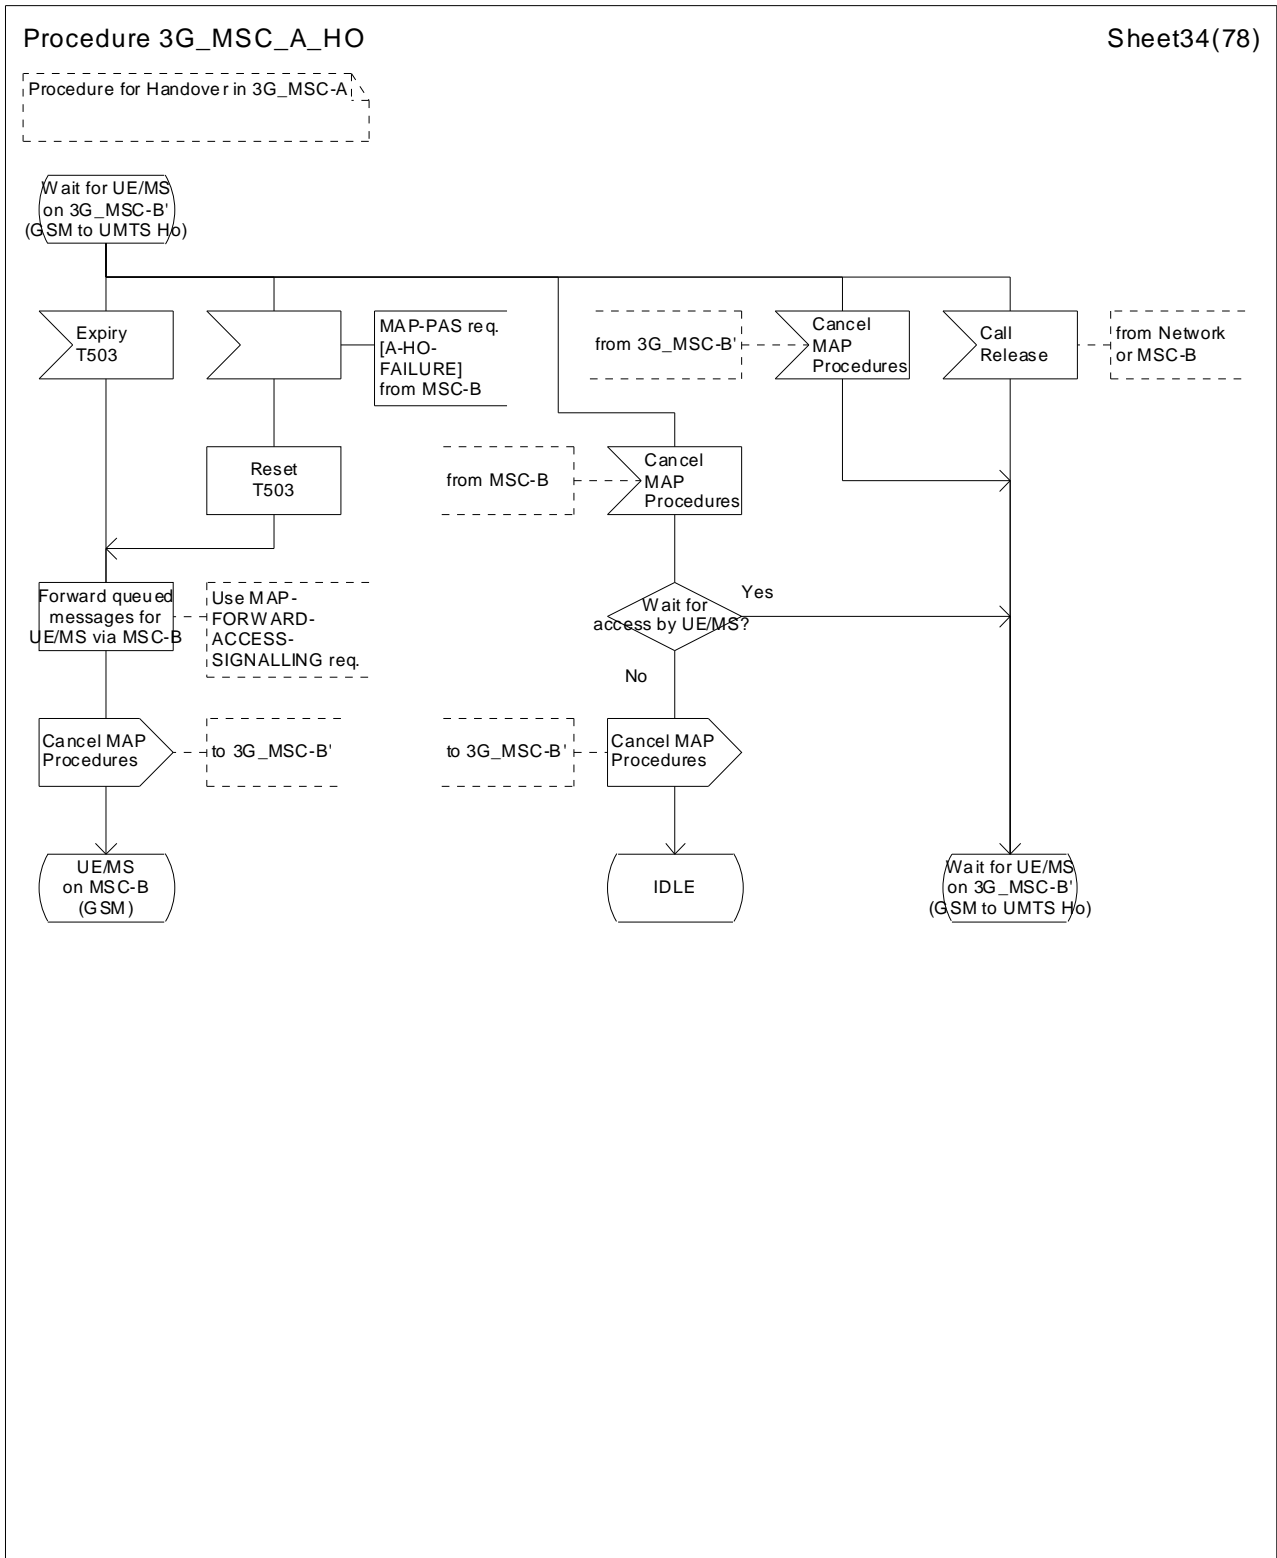 Procedure 3G_MSC_A_HO
Sheet34(78)
Procedure for Handover in 3G_MSC-A
Wait for UE/MS
on 3G_MSC-B'
(GSM to UMTS Ho)
Expiry
T503
MAP-PAS req.
[A-HO-
FAILURE]
from MSC-B
from 3G_MSC-B'
Cancel
MAP
Procedures
Call
Release
from Network
or MSC-B
Reset
T503
from MSC-B
Cancel
MAP
Procedures
Forward queued
messages for
UE/MS via MSC-B
Use MAP-
FORWARD-
ACCESS-
SIGNALLING req.
Wait for
access by UE/MS?
Yes
No
Cancel MAP
Procedures
to 3G_MSC-B'
to 3G_MSC-B'
Cancel MAP
Procedures
UE/MS
on MSC-B
(GSM)
IDLE
Wait for UE/MS
on 3G_MSC-B'
(GSM to UMTS Ho)